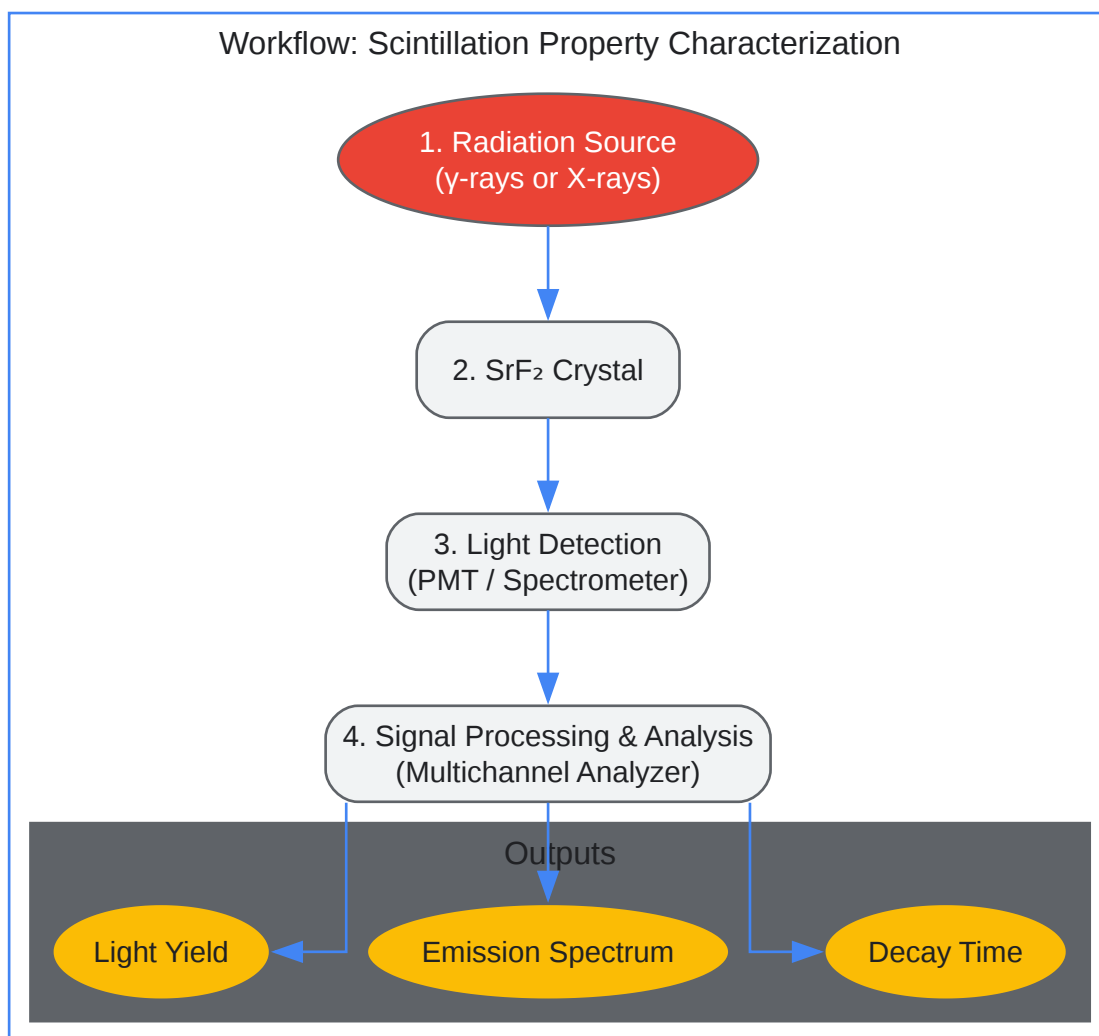 Workflow: Scintillation Property Characterization
1. Radiation Source
(γ-rays or X-rays)
2. SrF₂ Crystal
3. Light Detection
(PMT / Spectrometer)
4. Signal Processing & Analysis
(Multichannel Analyzer)
Outputs
Light Yield
Emission Spectrum
Decay Time